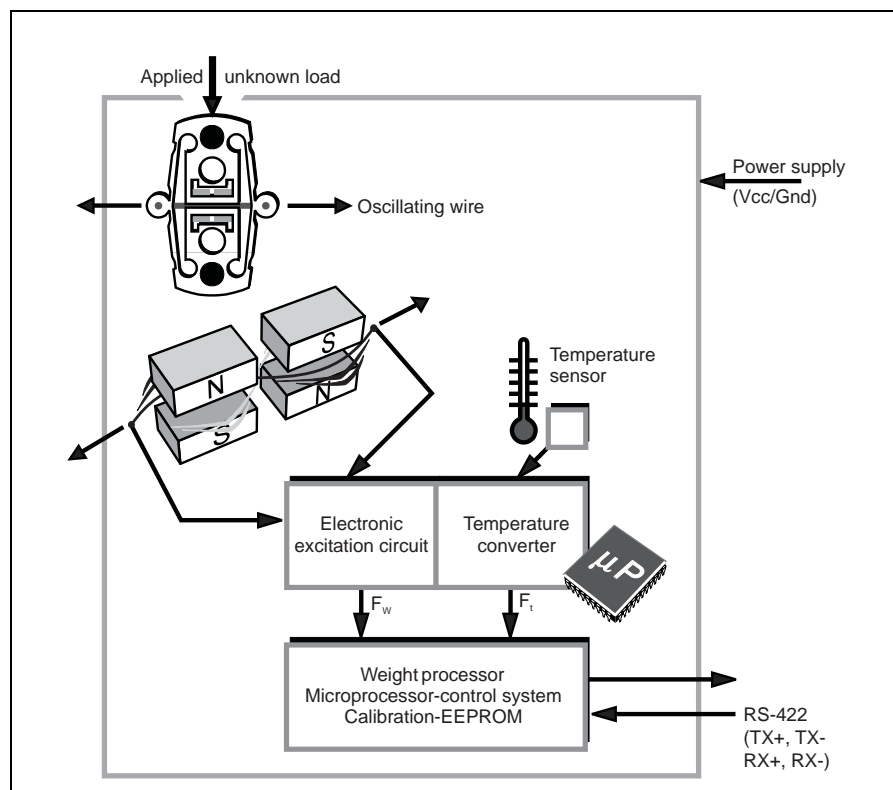 Applied unknown load
Power supply
(Vcc/Gnd)
Oscillating wire
S
N
N
S
Temperature
sensor
Electronic
excitation circuit
Temperature
converter
μP
Fw
Ft
Weight processor
Microprocessor-control system
Calibration-EEPROM
RS-422
(TX+, TX-
RX+, RX-)